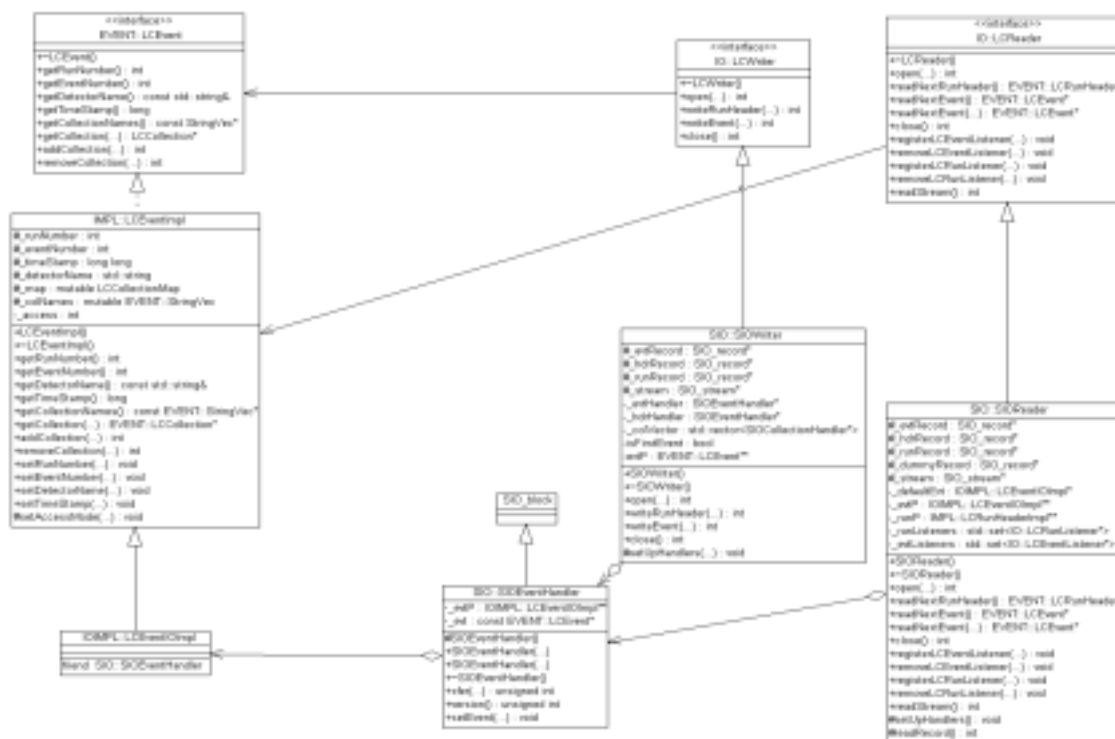 <<interface>>
EVENT::LCEvent
+~LCEvent()
+getRunNumber() : int
+getEventNumber() : int
+getDetectorName() : const std::string&
+getTimeStamp() : long
+getCollectionNames() : const StringVec*
+getCollection(...) : LCCollection*
+addCollection(...) : int
+removeCollection(...) : int
<<interface>>
IO::LCWriter
+~LCWriter()
+open(...) : int
+writeRunHeader(...) : int
+writeEvent(...) : int
+close() : int
<<interface>>
IO::LCReader
+~LCReader()
+open(...) : int
+readNextRunHeader() : EVENT::LCRunHeader
+readNextEvent() : EVENT::LCEvent*
+readNextEvent(...) : EVENT::LCEvent*
+close() : int
+registerLCEventListener(...) : void
+removeLCEventListener(...) : void
+registerLCRunListener(...) : void
+removeLCRunListener(...) : void
+readStream() : int
IMPL::LCEventImpl
#_runNumber : int
#_eventNumber : int
#_timeStamp : long long
#_detectorName : std::string
#_map : mutable LCCollectionMap
#_colNames : mutable EVENT::StringVec
-_access : int
+LCEventImpl()
+~LCEventImpl()
+getRunNumber() : int
+getEventNumber() : int
+getDetectorName() : const std::string&
+getTimeStamp() : long
+getCollectionNames() : const EVENT::StringVec*
+getCollection(...) : EVENT::LCCollection*
+addCollection(...) : int
+removeCollection(...) : int
+setRunNumber(...) : void
+setEventNumber(...) : void
+setDetectorName(...) : void
+setTimeStamp(...) : void
#setAccessMode(...) : void
SIO::SIOWriter
#_evtRecord : SIO_record*
#_hdrRecord : SIO_record*
#_runRecord : SIO_record*
#_stream : SIO_stream*
-_evtHandler : SIOEventHandler*
-_hdrHandler : SIOEventHandler*
-_colVector : std::vector<SIOCollectionHandler*>
-isFirstEvent : bool
-evtP : EVENT::LCEvent**
+SIOWriter()
+~SIOWriter()
+open(...) : int
+writeRunHeader(...) : int
+writeEvent(...) : int
+close() : int
#setUpHandlers(...) : void
SIO::SIOReader
#_evtRecord : SIO_record*
#_hdrRecord : SIO_record*
#_runRecord : SIO_record*
#_dummyRecord : SIO_record*
#_stream : SIO_stream*
-_defaultEvt : IOIMPL::LCEventIOImpl*
-_evtP : IOIMPL::LCEventIOImpl**
-_runP : IMPL::LCRunHeaderImpl**
-_runListeners : std::set<IO::LCRunListener*>
-_evtListeners : std::set<IO::LCEventListener*>
+SIOReader()
+~SIOReader()
+open(...) : int
+readNextRunHeader() : EVENT::LCRunHeader
+readNextEvent() : EVENT::LCEvent*
+readNextEvent(...) : EVENT::LCEvent*
+close() : int
+registerLCEventListener(...) : void
+removeLCEventListener(...) : void
+registerLCRunListener(...) : void
+removeLCRunListener(...) : void
+readStream() : int
#setUpHandlers() : void
#readRecord() : int
SIO_block
SIO::SIOEventHandler
-_evtP : IOIMPL::LCEventIOImpl**
-_evt : const EVENT::LCEvent*
#SIOEventHandler()
+SIOEventHandler(...)
+SIOEventHandler(...)
+~SIOEventHandler()
+xfer(...) : unsigned int
+version() : unsigned int
+setEvent(...) : void
IOIMPL::LCEventIOImpl
friend SIO::SIOEventHandler